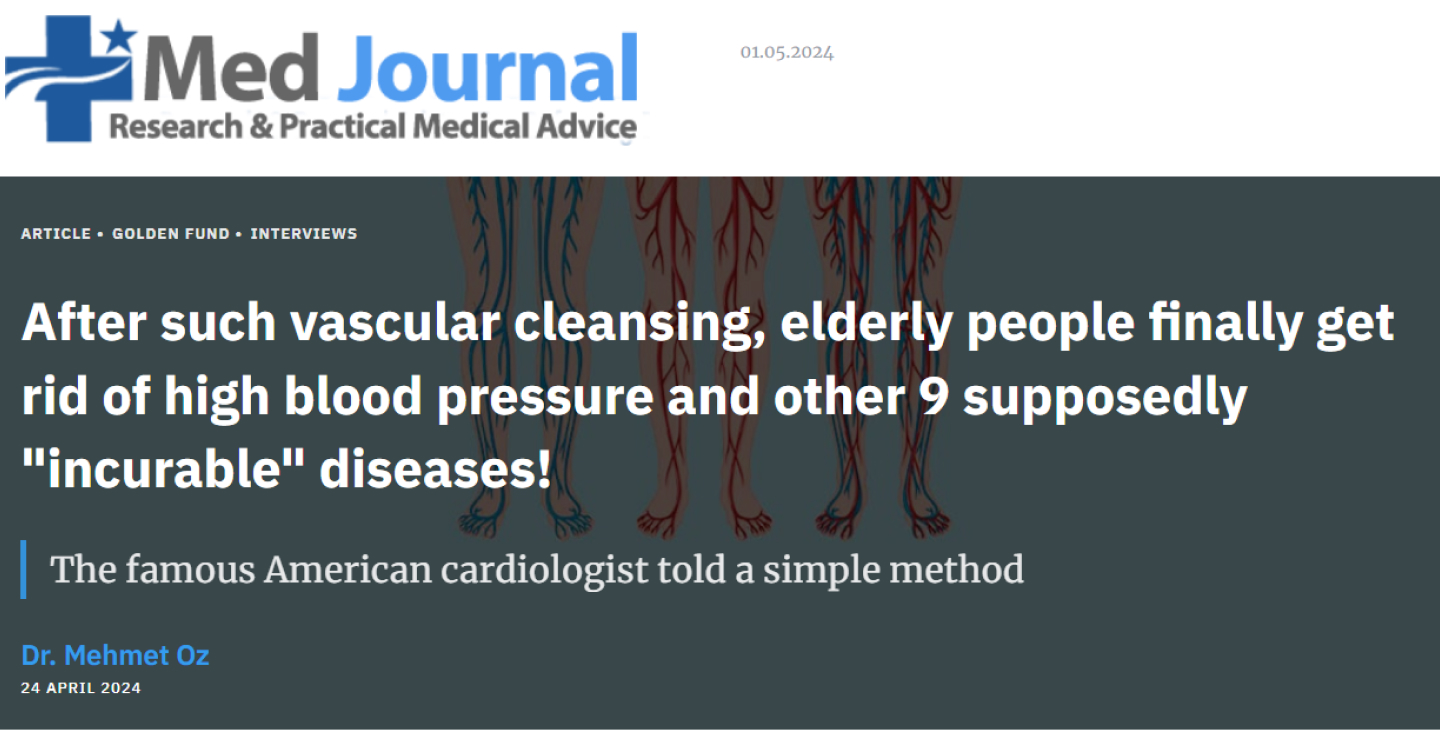 Med Journal
01.05.2024
Research & Practical Medical Advice
ARTICLE • GOLDEN FUND • INTERVIEWS
After such vascular cleansing, elderly people finally get
rid of high blood pressure and other 9 supposedly
"incurable" diseases!
The famous American cardiologist told a simple method
Dr. Mehmet Oz
24 APRIL 2024